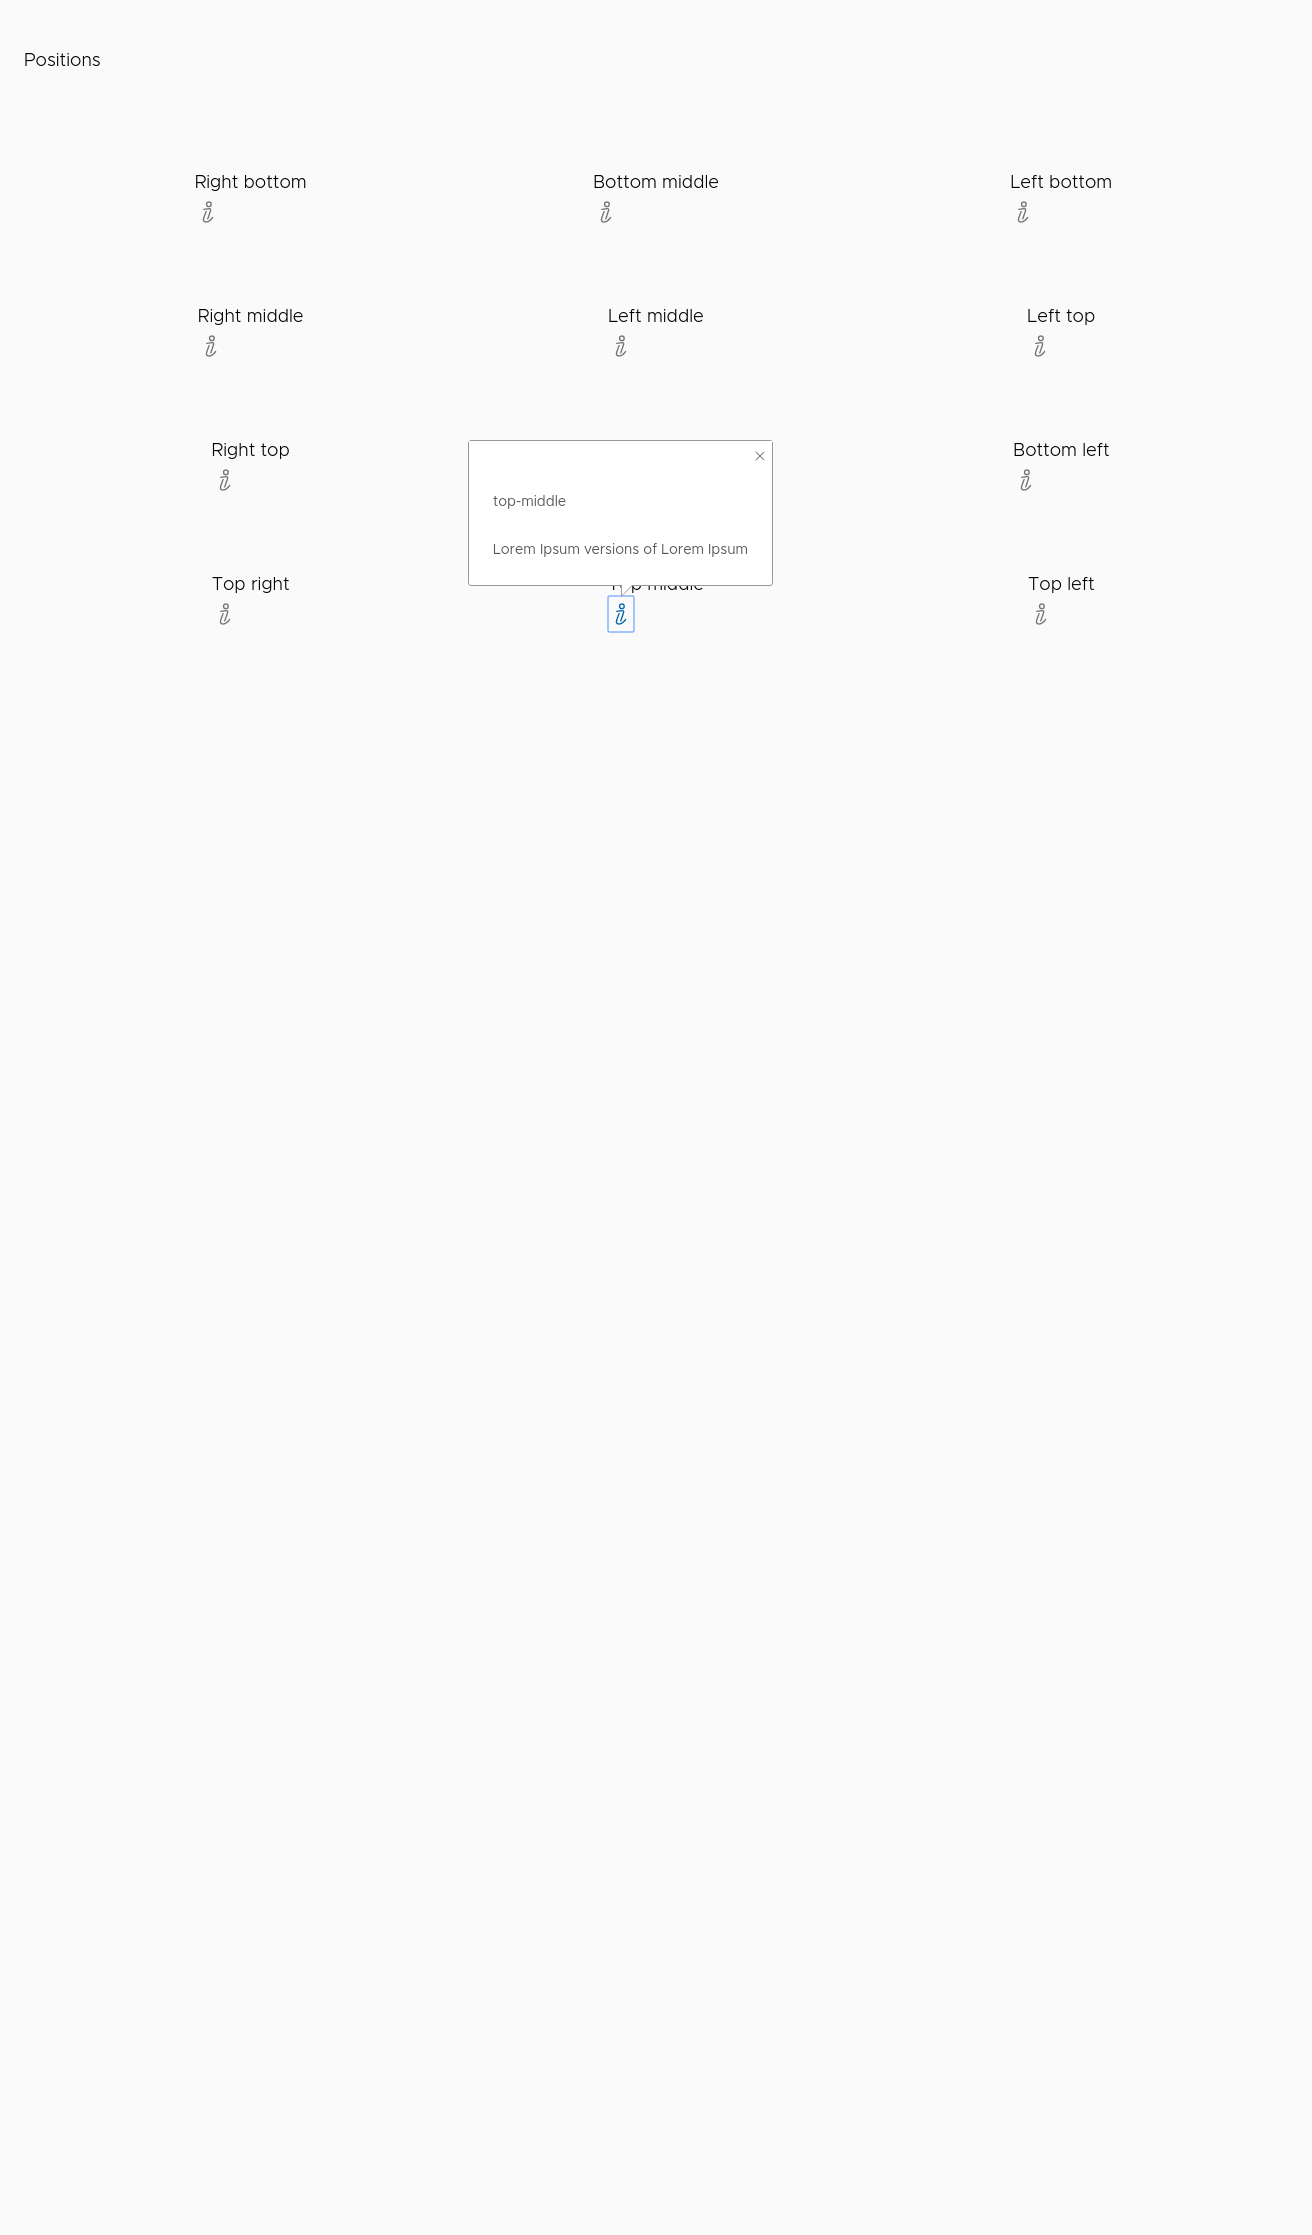 Positions
Right bottom
Bottom middle
Left bottom
Right middle
Left middle
Left top
Right top
Bottom left
top-middle
Lorem Ipsum versions of Lorem Ipsum
Top right
middle
Top left